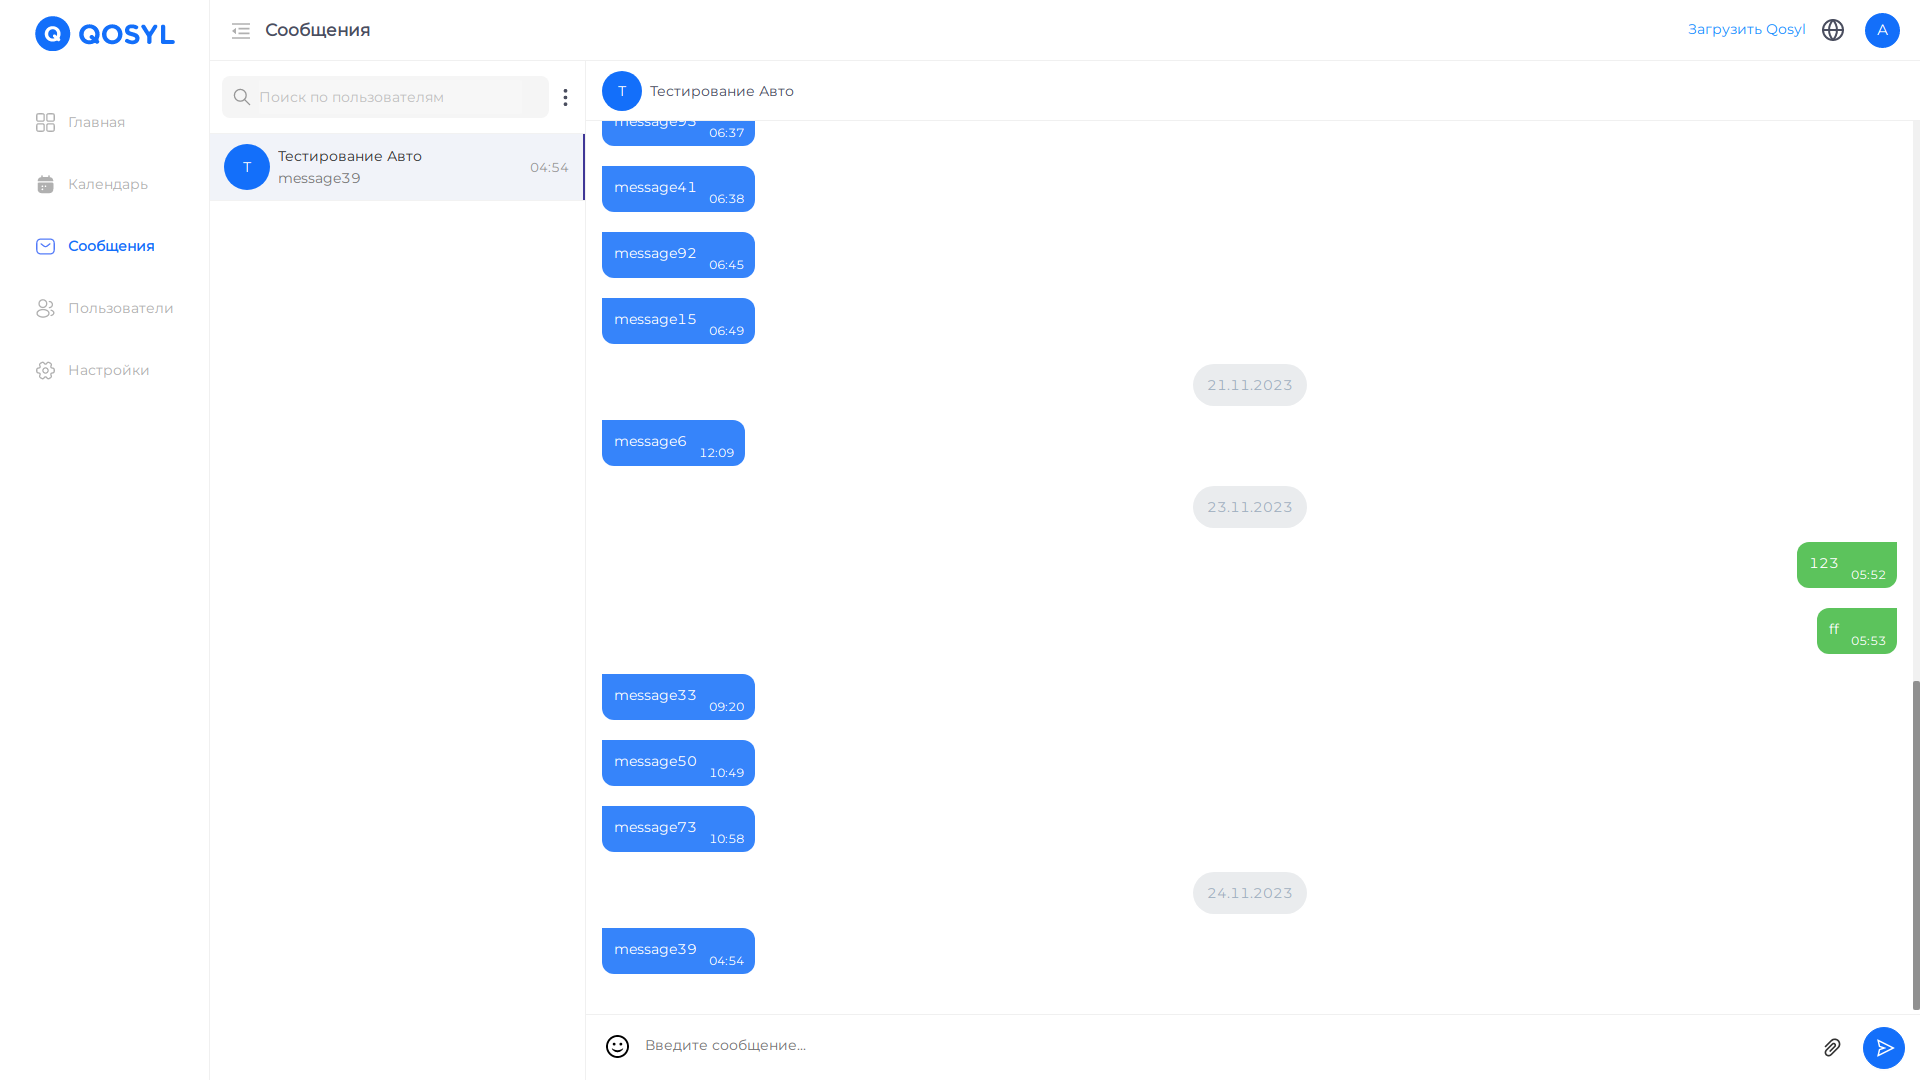 QOSYL
Главная
Календарь
Сообщения
Пользователи
Настройки
Сообщения
Загрузить Qosyl
A
Поиск по пользователям
Т
Тестирование Авто
message39
04:54
Т
Тестирование Авто
06:37
message41
06:38
message92
06:45
message15
06:49
21.11.2023
message6
12:09
23.11.2023
123
05:52
ff
05:53
message33
09:20
message50
10:49
message73
10:58
24.11.2023
message39
04:54
Введите сообщение...